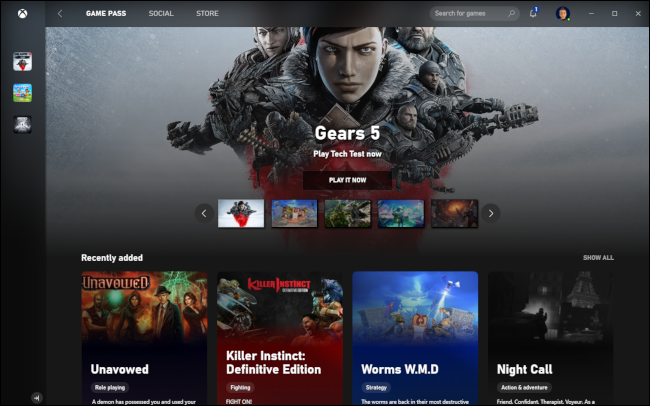 GAME PASS SOCIAL STORE
Search for games
1
Gears 5
Play Tech Test now
PLAY IT NOW
Recently added
SHOW ALL
UNAVOWED
KILLER INSTINCT
DEFINITIVE EDITION
Unavowed
Killer Instinct:
Definitive Edition
Worms W.M.D
Night Call
Role playing
Fighting
Strategy
Action & adventure
A demon has possessed you and used your
FIGHT ON!
The worms are back in their most destructive
Friend. Confidant. Therapist. Voyeur. As a